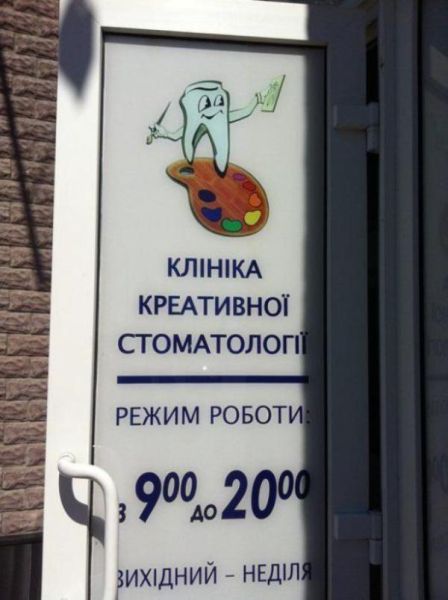 КЛІНІКА
КРЕАТИВНОЇ
СТОМАТОЛОГІЇ
РЕЖИМ РОБОТИ:
з 9⁰⁰ до 20⁰⁰
ВИХІДНИЙ – НЕДІЛЯ